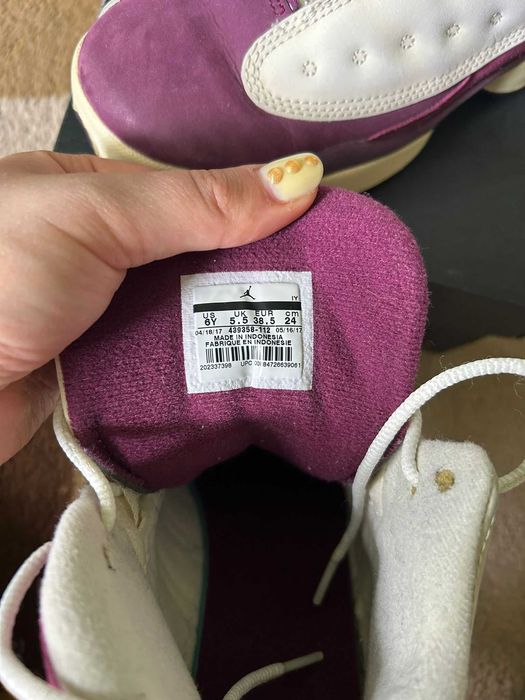 IY
US UK EUR cm
6Y 5.5 38.5 24
04/18/17 439358-112 05/16/17
MADE IN INDONESIA
FABRIQUE EN INDONESIE
202337398 UPC